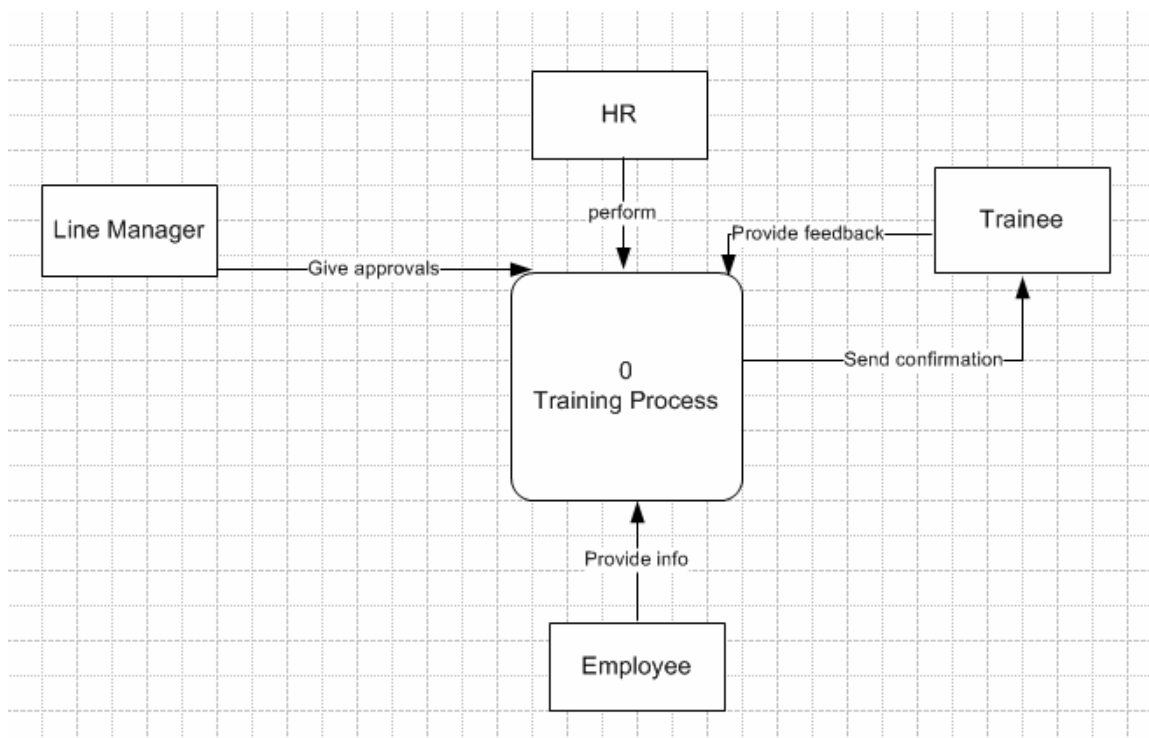 HR
perform
Line Manager
Trainee
Provide feedback
Give approvals
0
Training Process
Send confirmation
Provide info
Employee